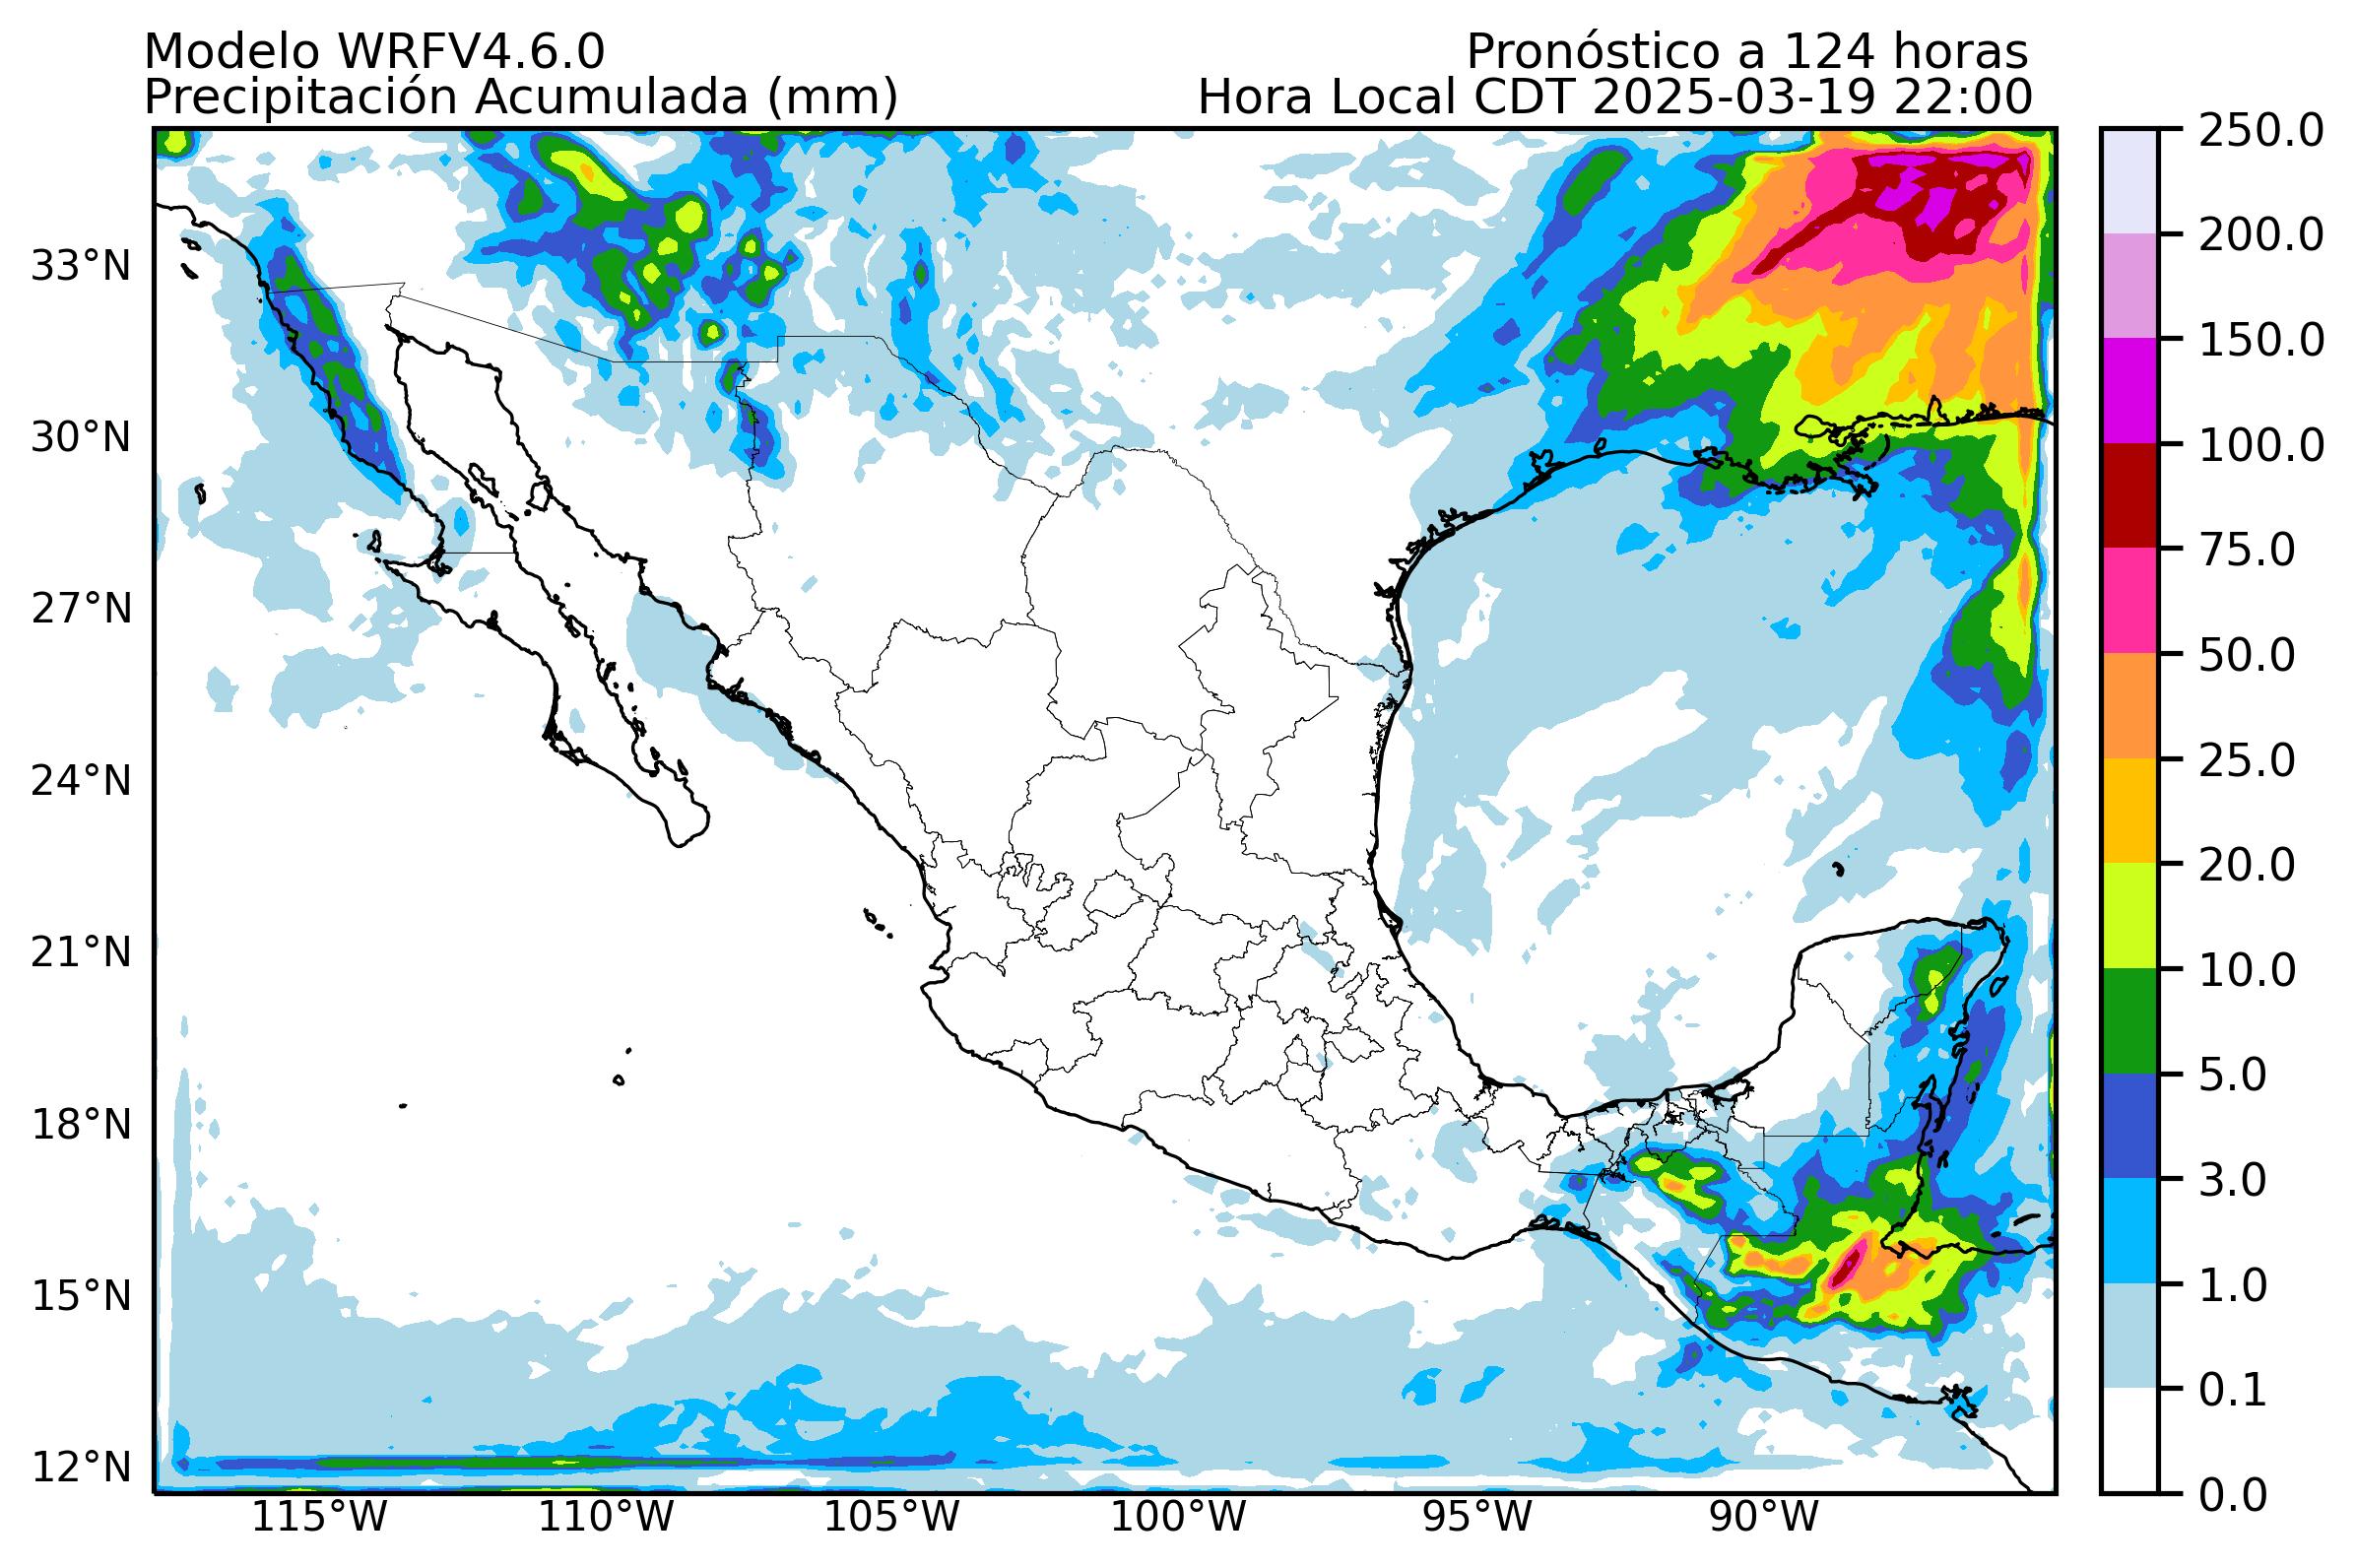 Modelo WRFV4.6.0
Pronóstico a 124 horas
Precipitación Acumulada (mm)
Hora Local CDT 2025-03-19 22:00
33°N
30°N
27°N
24°N
21°N
18°N
15°N
12°N
115°W
110°W
105°W
100°W
95°W
90°W
250.0
200.0
150.0
100.0
75.0
50.0
25.0
20.0
10.0
5.0
3.0
1.0
0.1
0.0